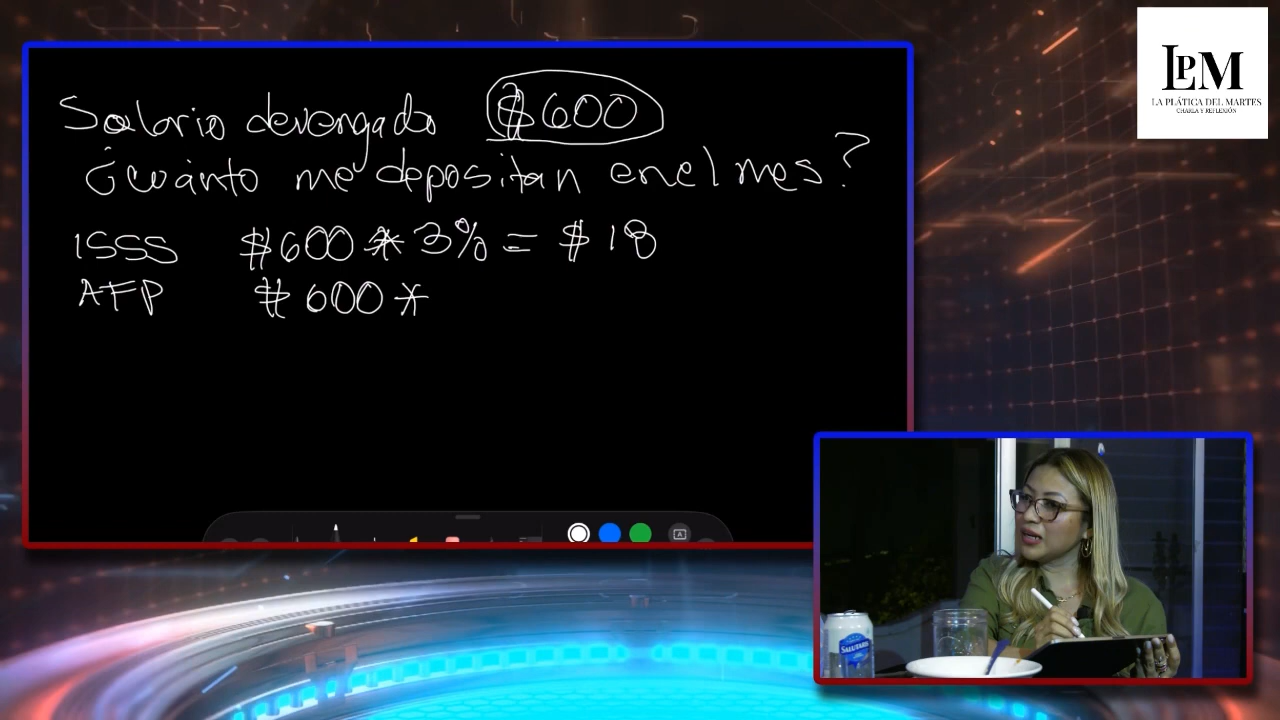 Salario devengado $600
¿cuánto me depositan en el mes?
ISSS $600 * 3% = $18
AFP $600 *
LPM
LA PLÁTICA DEL MARTES
CHARLA Y REFLEXIÓN
SALUTARIS
A